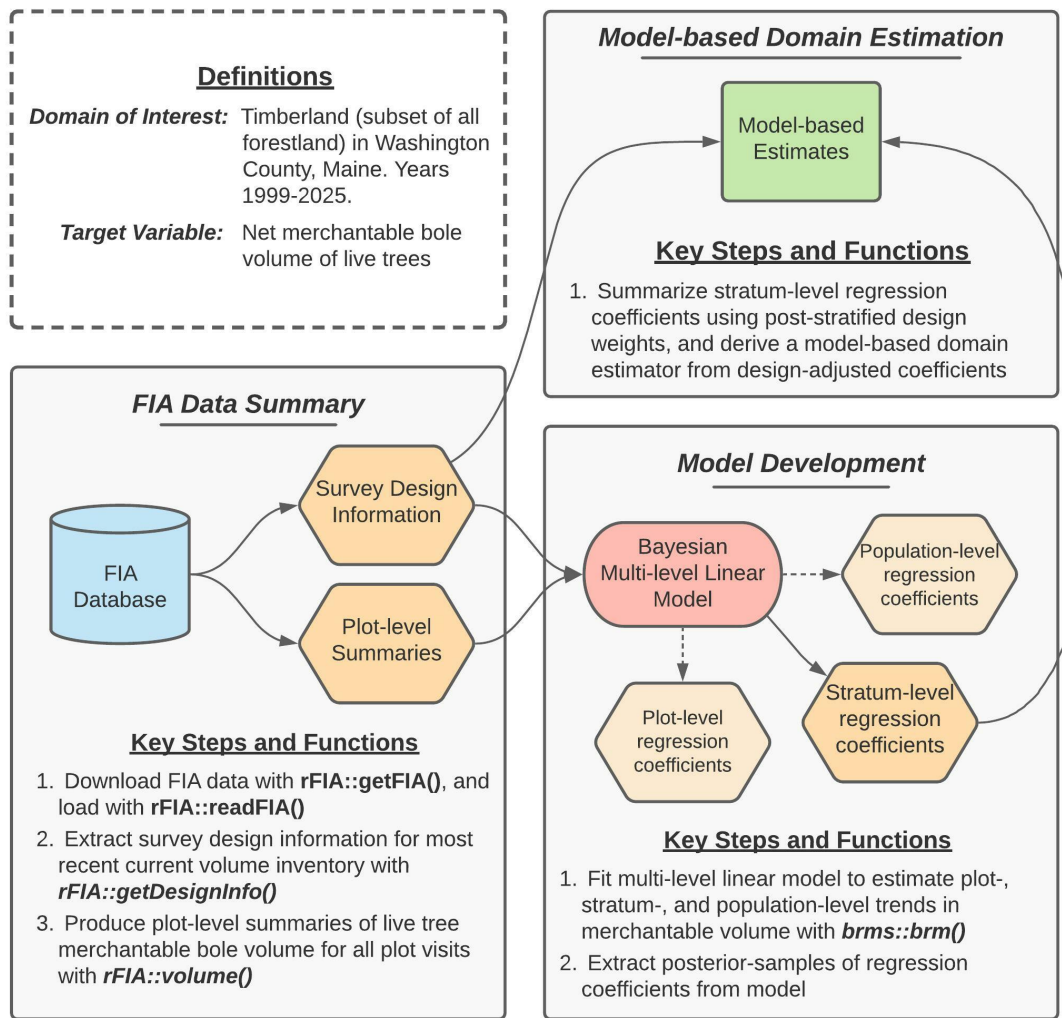 Definitions
Domain of Interest: Timberland (subset of all
forestland) in Washington
County, Maine. Years
1999-2025.
Target Variable: Net merchantable bole
volume of live trees
Model-based Domain Estimation
Model-based
Estimates
Key Steps and Functions
1. Summarize stratum-level regression
coefficients using post-stratified design
weights, and derive a model-based domain
estimator from design-adjusted coefficients
FIA Data Summary
FIA
Database
Survey Design
Information
Plot-level
Summaries
Key Steps and Functions
1. Download FIA data with rFIA::getFIA(), and
load with rFIA::readFIA()
2. Extract survey design information for most
recent current volume inventory with
rFIA::getDesignInfo()
3. Produce plot-level summaries of live tree
merchantable bole volume for all plot visits
with rFIA::volume()
Model Development
Bayesian
Multi-level Linear
Model
Population-level
regression
coefficients
Plot-level
regression
coefficients
Stratum-level
regression
coefficients
Key Steps and Functions
1. Fit multi-level linear model to estimate plot-,
stratum-, and population-level trends in
merchantable volume with brms::brm()
2. Extract posterior-samples of regression
coefficients from model